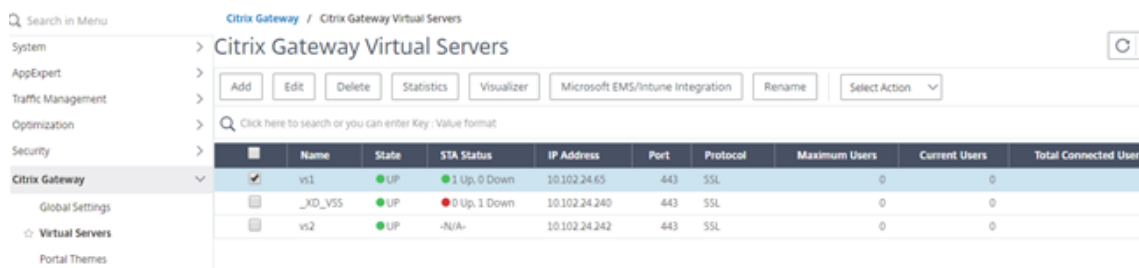 Search in Menu
System
AppExpert
Traffic Management
Optimization
Security
Citrix Gateway
Global Settings
Virtual Servers
Portal Themes
Citrix Gateway / Citrix Gateway Virtual Servers
Citrix Gateway Virtual Servers
Add Edit Delete Statistics Visualizer Microsoft EMS/Intune Integration Rename Select Action
Click here to search or you can enter Key : Value format
Name State STA Status IP Address Port Protocol Maximum Users Current Users Total Connected User
vs1 UP 1 Up, 0 Down 10.102.24.65 443 SSL 0 0
_XD_VSS UP 0 Up, 1 Down 10.102.24.240 443 SSL 0 0
vs2 UP -N/A- 10.102.24.242 443 SSL 0 0